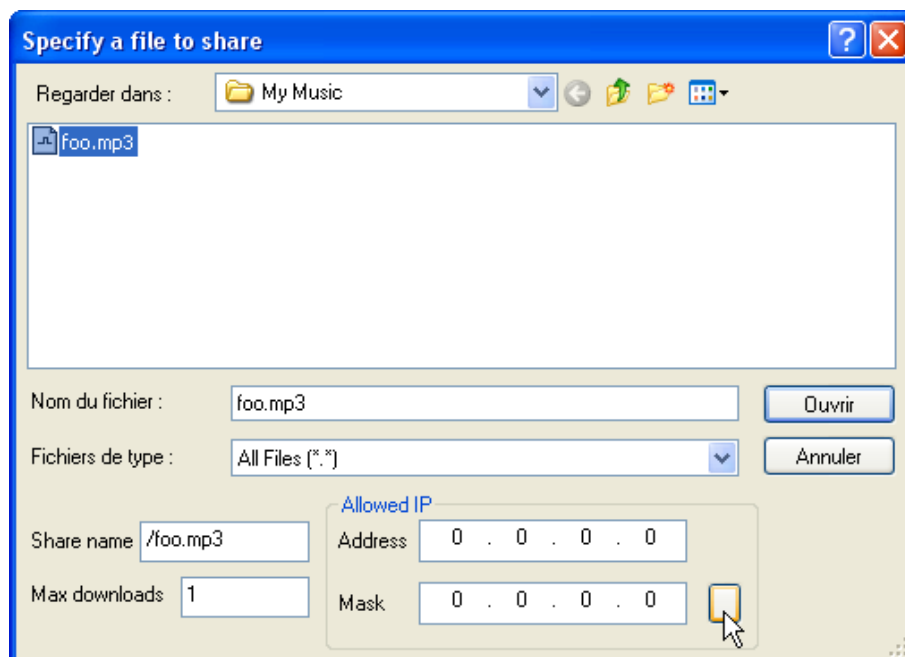 Specify a file to share
Regarder dans : My Music
foo.mp3
Nom du fichier : foo.mp3 Ouvrir
Fichiers de type : All Files (*.*) Annuler
Allowed IP
Share name /foo.mp3 Address 0 . 0 . 0 . 0
Max downloads 1 Mask 0 . 0 . 0 . 0